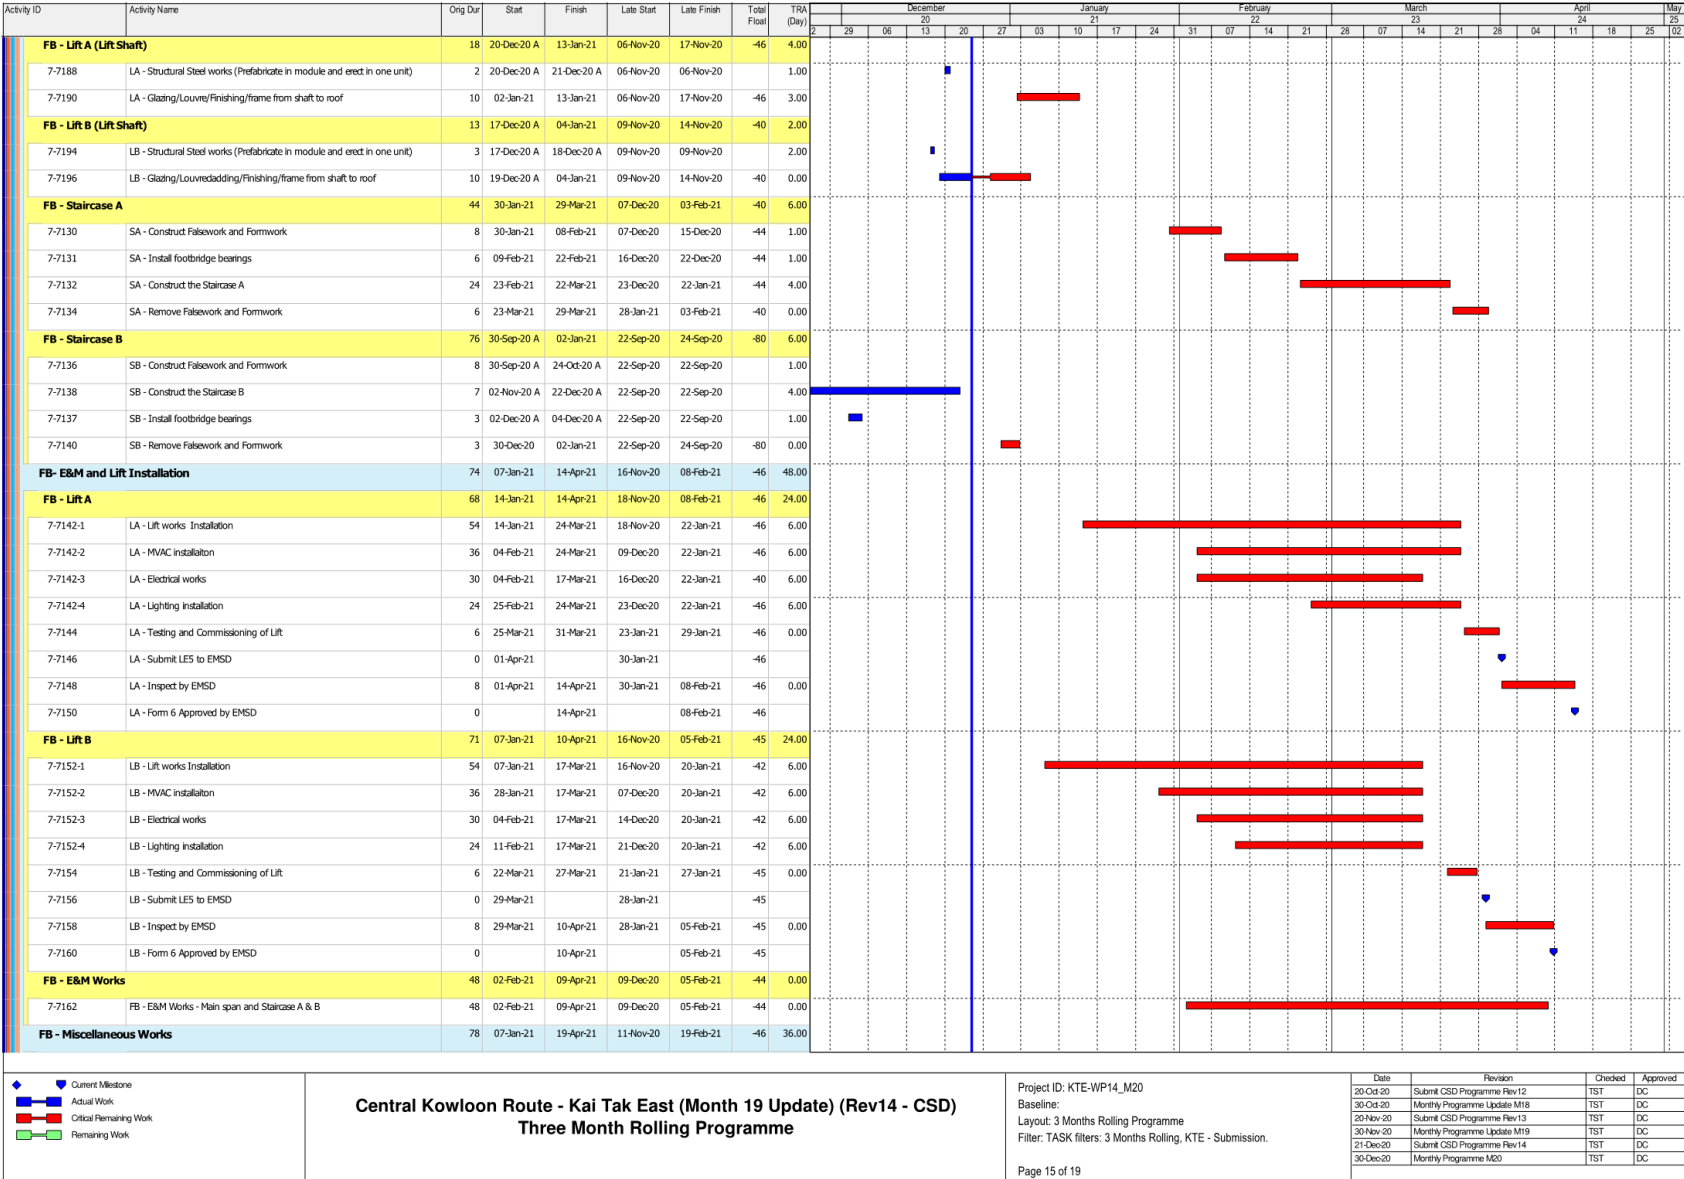 Activity ID Activity Name Orig Dur Start Finish Late Start Late Finish Total Float TRA (Day)
December January February March April May
20 21 22 23 24 25
2 29 06 13 20 27 03 10 17 24 31 07 14 21 28 07 14 21 28 04 11 18 25 02
FB - Lift A (Lift Shaft) 18 20-Dec-20 A 13-Jan-21 06-Nov-20 17-Nov-20 -46 4.00
7-7188 LA - Structural Steel works (Prefabricate in module and erect in one unit) 2 20-Dec-20 A 21-Dec-20 A 06-Nov-20 06-Nov-20 1.00
7-7190 LA - Glazing/Louvre/Finishing/frame from shaft to roof 10 02-Jan-21 13-Jan-21 06-Nov-20 17-Nov-20 -46 3.00
FB - Lift B (Lift Shaft) 13 17-Dec-20 A 04-Jan-21 09-Nov-20 14-Nov-20 -40 2.00
7-7194 LB - Structural Steel works (Prefabricate in module and erect in one unit) 3 17-Dec-20 A 18-Dec-20 A 09-Nov-20 09-Nov-20 2.00
7-7196 LB - Glazing/Louvredadding/Finishing/frame from shaft to roof 10 19-Dec-20 A 04-Jan-21 09-Nov-20 14-Nov-20 -40 0.00
FB - Staircase A 44 30-Jan-21 29-Mar-21 07-Dec-20 03-Feb-21 -40 6.00
7-7130 SA - Construct Falsework and Formwork 8 30-Jan-21 08-Feb-21 07-Dec-20 15-Dec-20 -44 1.00
7-7131 SA - Install footbridge bearings 6 09-Feb-21 22-Feb-21 16-Dec-20 22-Dec-20 -44 1.00
7-7132 SA - Construct the Staircase A 24 23-Feb-21 22-Mar-21 23-Dec-20 22-Jan-21 -44 4.00
7-7134 SA - Remove Falsework and Formwork 6 23-Mar-21 29-Mar-21 28-Jan-21 03-Feb-21 -40 0.00
FB - Staircase B 76 30-Sep-20 A 02-Jan-21 22-Sep-20 24-Sep-20 -80 6.00
7-7136 SB - Construct Falsework and Formwork 8 30-Sep-20 A 24-Oct-20 A 22-Sep-20 22-Sep-20 1.00
7-7138 SB - Construct the Staircase B 7 02-Nov-20 A 22-Dec-20 A 22-Sep-20 22-Sep-20 4.00
7-7137 SB - Install footbridge bearings 3 02-Dec-20 A 04-Dec-20 A 22-Sep-20 22-Sep-20 1.00
7-7140 SB - Remove Falsework and Formwork 3 30-Dec-20 02-Jan-21 22-Sep-20 24-Sep-20 -80 0.00
FB- E&M and Lift Installation 74 07-Jan-21 14-Apr-21 16-Nov-20 08-Feb-21 -46 48.00
FB - Lift A 68 14-Jan-21 14-Apr-21 18-Nov-20 08-Feb-21 -46 24.00
7-7142-1 LA - Lift works Installation 54 14-Jan-21 24-Mar-21 18-Nov-20 22-Jan-21 -46 6.00
7-7142-2 LA - MVAC installaiton 36 04-Feb-21 24-Mar-21 09-Dec-20 22-Jan-21 -46 6.00
7-7142-3 LA - Electrical works 30 04-Feb-21 17-Mar-21 16-Dec-20 22-Jan-21 -40 6.00
7-7142-4 LA - Lighting installation 24 25-Feb-21 24-Mar-21 23-Dec-20 22-Jan-21 -46 6.00
7-7144 LA - Testing and Commissioning of Lift 6 25-Mar-21 31-Mar-21 23-Jan-21 29-Jan-21 -46 0.00
7-7146 LA - Submit LE5 to EMSD 0 01-Apr-21 30-Jan-21 -46
7-7148 LA - Inspect by EMSD 8 01-Apr-21 14-Apr-21 30-Jan-21 08-Feb-21 -46 0.00
7-7150 LA - Form 6 Approved by EMSD 0 14-Apr-21 08-Feb-21 -46
FB - Lift B 71 07-Jan-21 10-Apr-21 16-Nov-20 05-Feb-21 -45 24.00
7-7152-1 LB - Lift works Installation 54 07-Jan-21 17-Mar-21 16-Nov-20 20-Jan-21 -42 6.00
7-7152-2 LB - MVAC installaiton 36 28-Jan-21 17-Mar-21 07-Dec-20 20-Jan-21 -42 6.00
7-7152-3 LB - Electrical works 30 04-Feb-21 17-Mar-21 14-Dec-20 20-Jan-21 -42 6.00
7-7152-4 LB - Lighting installation 24 11-Feb-21 17-Mar-21 21-Dec-20 20-Jan-21 -42 6.00
7-7154 LB - Testing and Commissioning of Lift 6 22-Mar-21 27-Mar-21 21-Jan-21 27-Jan-21 -45 0.00
7-7156 LB - Submit LE5 to EMSD 0 29-Mar-21 28-Jan-21 -45
7-7158 LB - Inspect by EMSD 8 29-Mar-21 10-Apr-21 28-Jan-21 05-Feb-21 -45 0.00
7-7160 LB - Form 6 Approved by EMSD 0 10-Apr-21 05-Feb-21 -45
FB - E&M Works 48 02-Feb-21 09-Apr-21 09-Dec-20 05-Feb-21 -44 0.00
7-7162 FB - E&M Works - Main span and Staircase A & B 48 02-Feb-21 09-Apr-21 09-Dec-20 05-Feb-21 -44 0.00
FB - Miscellaneous Works 78 07-Jan-21 19-Apr-21 11-Nov-20 19-Feb-21 -46 36.00
Current Milestone
Actual Work
Critical Remaining Work
Remaining Work
Central Kowloon Route - Kai Tak East (Month 19 Update) (Rev14 - CSD)
Three Month Rolling Programme
Project ID: KTE-WP14_M20
Baseline:
Layout: 3 Months Rolling Programme
Filter: TASK filters: 3 Months Rolling, KTE - Submission.
Page 15 of 19
Date Revision Checked Approved
20-Oct-20 Submit CSD Programme Rev12 TST DC
30-Oct-20 Monthly Programme Update M18 TST DC
20-Nov-20 Submit CSD Programme Rev13 TST DC
30-Nov-20 Monthly Programme Update M19 TST DC
21-Dec-20 Submit CSD Programme Rev14 TST DC
30-Dec-20 Monthly Programme M20 TST DC